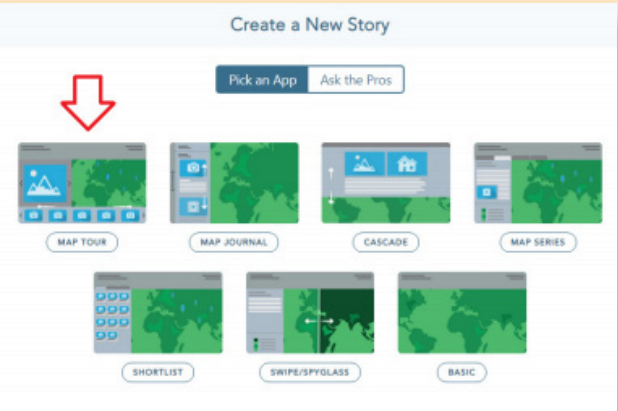 Create a New Story
Pick an App Ask the Pros
MAP TOUR MAP JOURNAL CASCADE MAP SERIES
SHORTLIST SWIPE/SPYGLASS BASIC